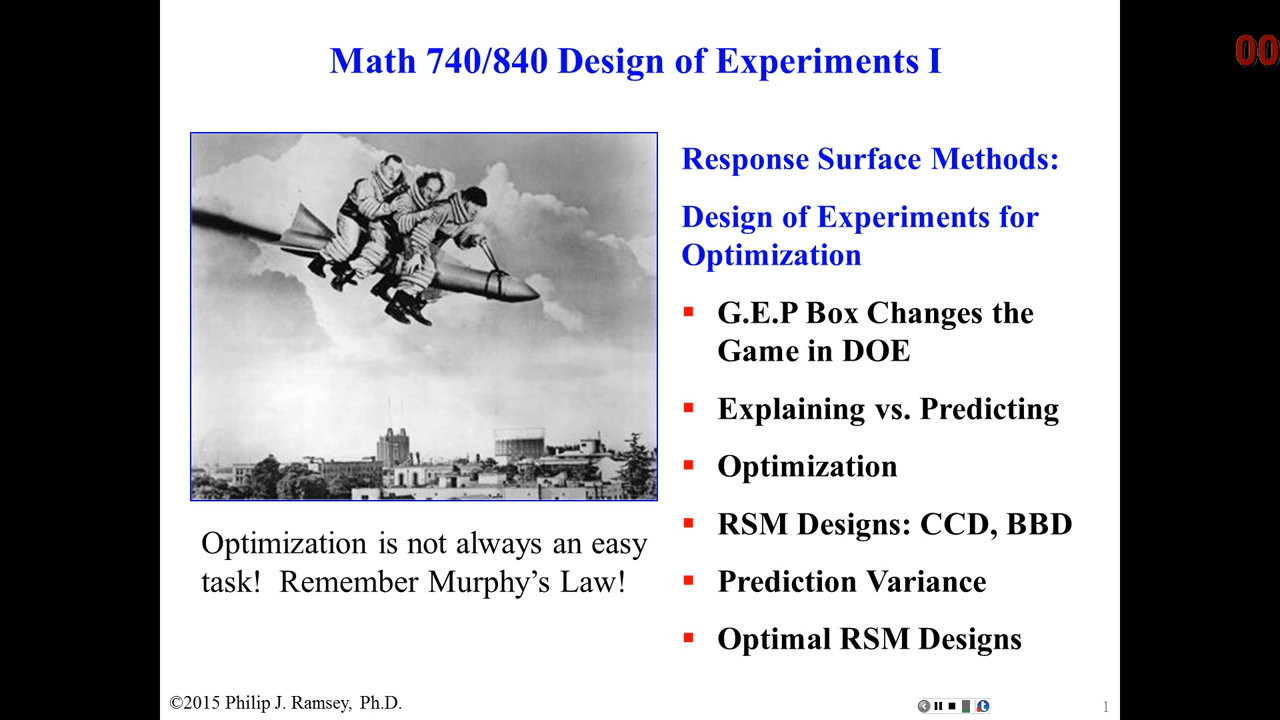 Math 740/840 Design of Experiments I
00
Response Surface Methods:
Design of Experiments for
Optimization
▪ G.E.P Box Changes the
Game in DOE
▪ Explaining vs. Predicting
▪ Optimization
▪ RSM Designs: CCD, BBD
▪ Prediction Variance
▪ Optimal RSM Designs
Optimization is not always an easy
task! Remember Murphy's Law!
©2015 Philip J. Ramsey, Ph.D.
1